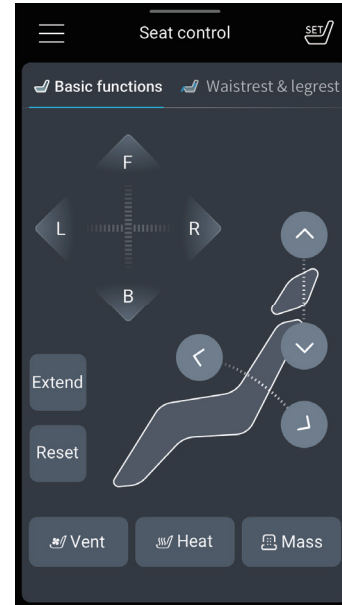 Seat control
SET
Basic functions
Waistrest & legrest
F
L
R
B
Extend
Reset
Vent
Heat
Mass